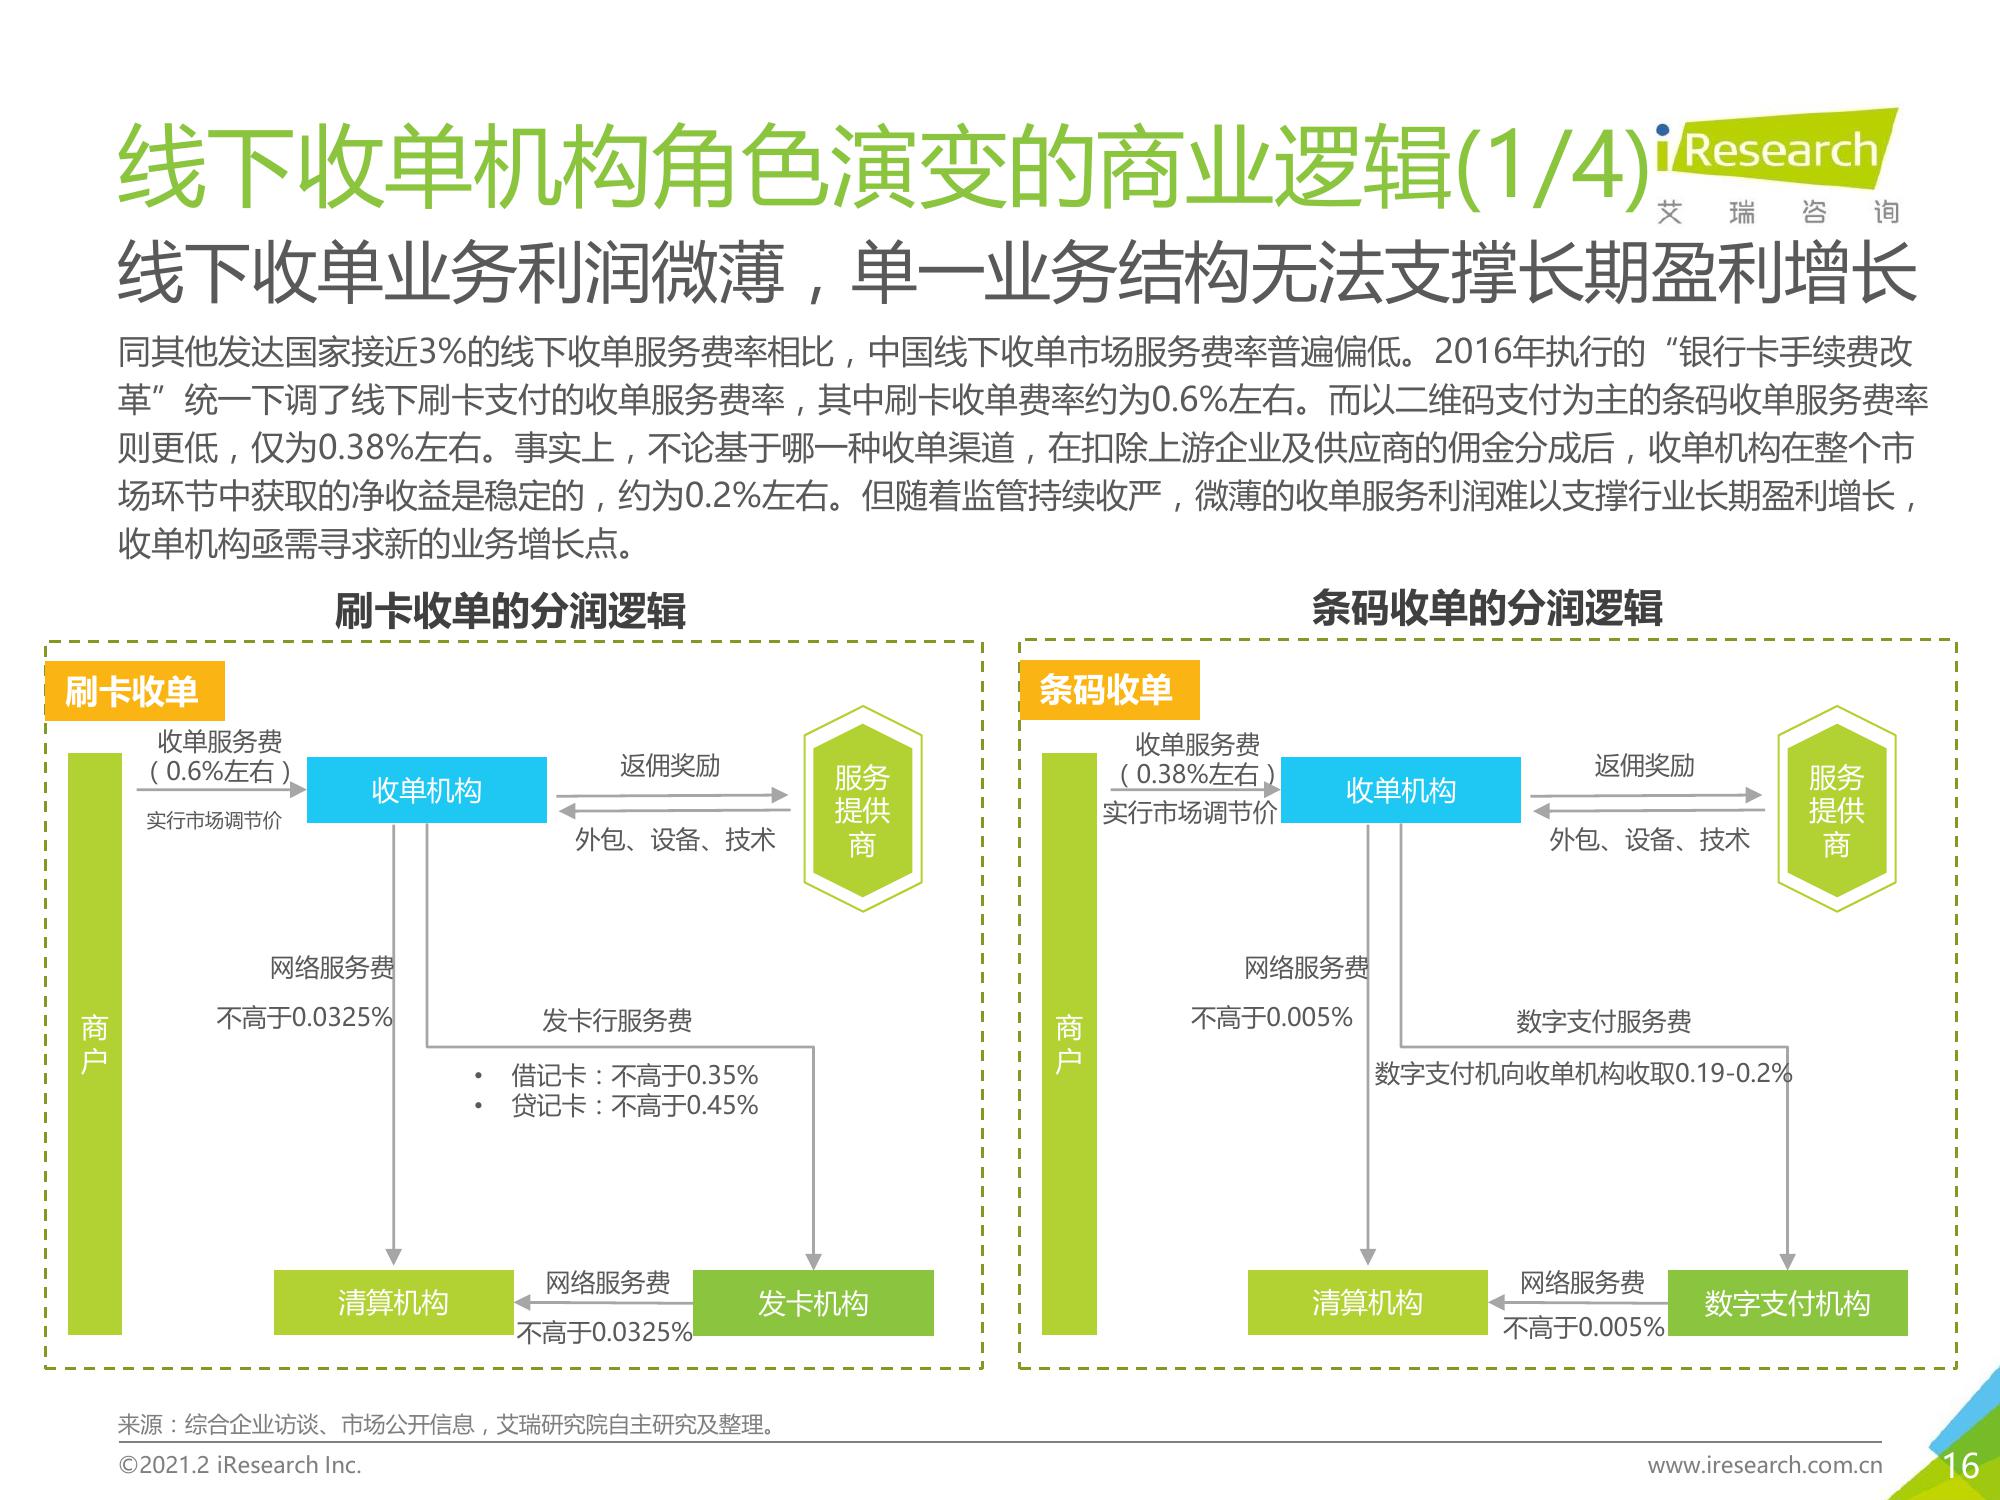 线下收单机构角色演变的商业逻辑(1/4)
iResearch
艾瑞咨询
线下收单业务利润微薄，单一业务结构无法支撑长期盈利增长
同其他发达国家接近3%的线下收单服务费率相比，中国线下收单市场服务费率普遍偏低。2016年执行的“银行卡手续费改
革”统一下调了线下刷卡支付的收单服务费率，其中刷卡收单费率约为0.6%左右。而以二维码支付为主的条码收单服务费率
则更低，仅为0.38%左右。事实上，不论基于哪一种收单渠道，在扣除上游企业及供应商的佣金分成后，收单机构在整个市
场环节中获取的净收益是稳定的，约为0.2%左右。但随着监管持续收严，微薄的收单服务利润难以支撑行业长期盈利增长，
收单机构亟需寻求新的业务增长点。
刷卡收单的分润逻辑
刷卡收单
收单服务费
（0.6%左右）
实行市场调节价
收单机构
返佣奖励
外包、设备、技术
服务
提供
商
商
户
网络服务费
不高于0.0325%
发卡行服务费
• 借记卡：不高于0.35%
• 贷记卡：不高于0.45%
清算机构
网络服务费
不高于0.0325%
发卡机构
条码收单的分润逻辑
条码收单
收单服务费
（0.38%左右）
实行市场调节价
收单机构
返佣奖励
外包、设备、技术
服务
提供
商
商
户
网络服务费
不高于0.005%
数字支付服务费
数字支付机向收单机构收取0.19-0.2%
清算机构
网络服务费
不高于0.005%
数字支付机构
来源：综合企业访谈、市场公开信息，艾瑞研究院自主研究及整理。
©2021.2 iResearch Inc.
www.iresearch.com.cn
16